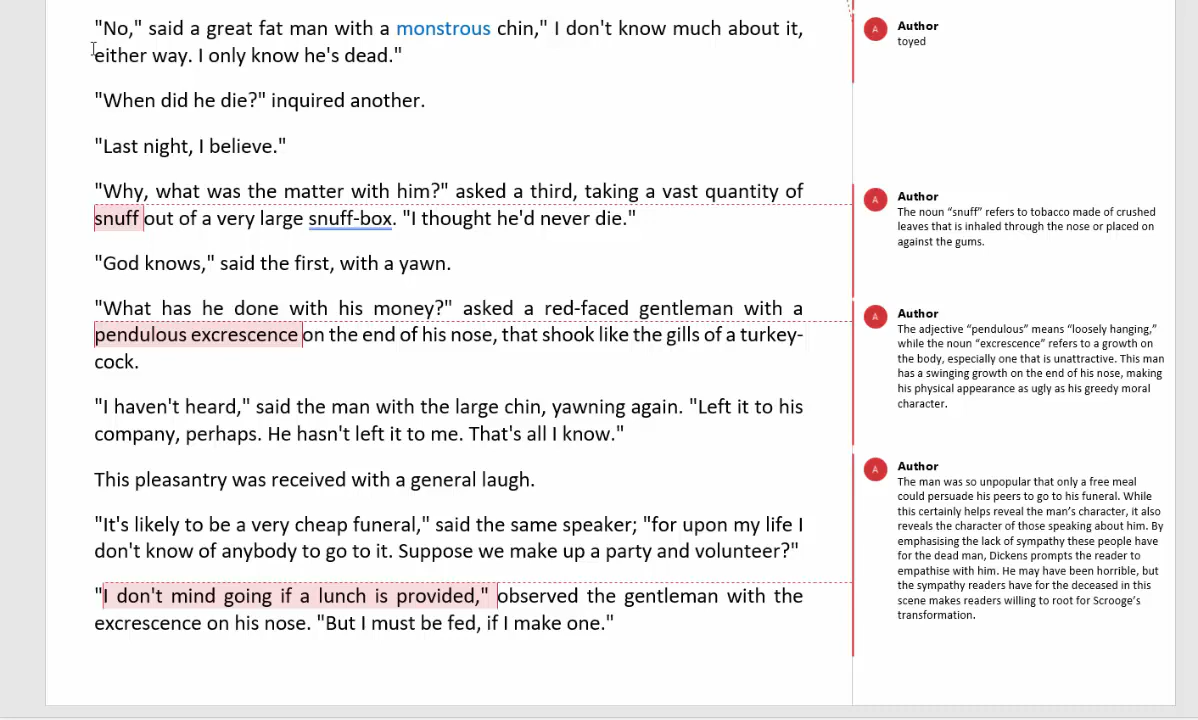 "No," said a great fat man with a monstrous chin," I don't know much about it,
either way. I only know he's dead."
"When did he die?" inquired another.
"Last night, I believe."
"Why, what was the matter with him?" asked a third, taking a vast quantity of
snuff out of a very large snuff-box. "I thought he'd never die."
"God knows," said the first, with a yawn.
"What has he done with his money?" asked a red-faced gentleman with a
pendulous excrescence on the end of his nose, that shook like the gills of a turkey-
cock.
"I haven't heard," said the man with the large chin, yawning again. "Left it to his
company, perhaps. He hasn't left it to me. That's all I know."
This pleasantry was received with a general laugh.
"It's likely to be a very cheap funeral," said the same speaker; "for upon my life I
don't know of anybody to go to it. Suppose we make up a party and volunteer?"
"I don't mind going if a lunch is provided," observed the gentleman with the
excrescence on his nose. "But I must be fed, if I make one."
A
Author
toyed
A
Author
The noun “snuff” refers to tobacco made of crushed
leaves that is inhaled through the nose or placed on
against the gums.
A
Author
The adjective “pendulous” means “loosely hanging,”
while the noun “excrescence” refers to a growth on
the body, especially one that is unattractive. This man
has a swinging growth on the end of his nose, making
his physical appearance as ugly as his greedy moral
character.
A
Author
The man was so unpopular that only a free meal
could persuade his peers to go to his funeral. While
this certainly helps reveal the man’s character, it also
reveals the character of those speaking about him. By
emphasising the lack of sympathy these people have
for the dead man, Dickens prompts the reader to
empathise with him. He may have been horrible, but
the sympathy readers have for the deceased in this
scene makes readers willing to root for Scrooge’s
transformation.